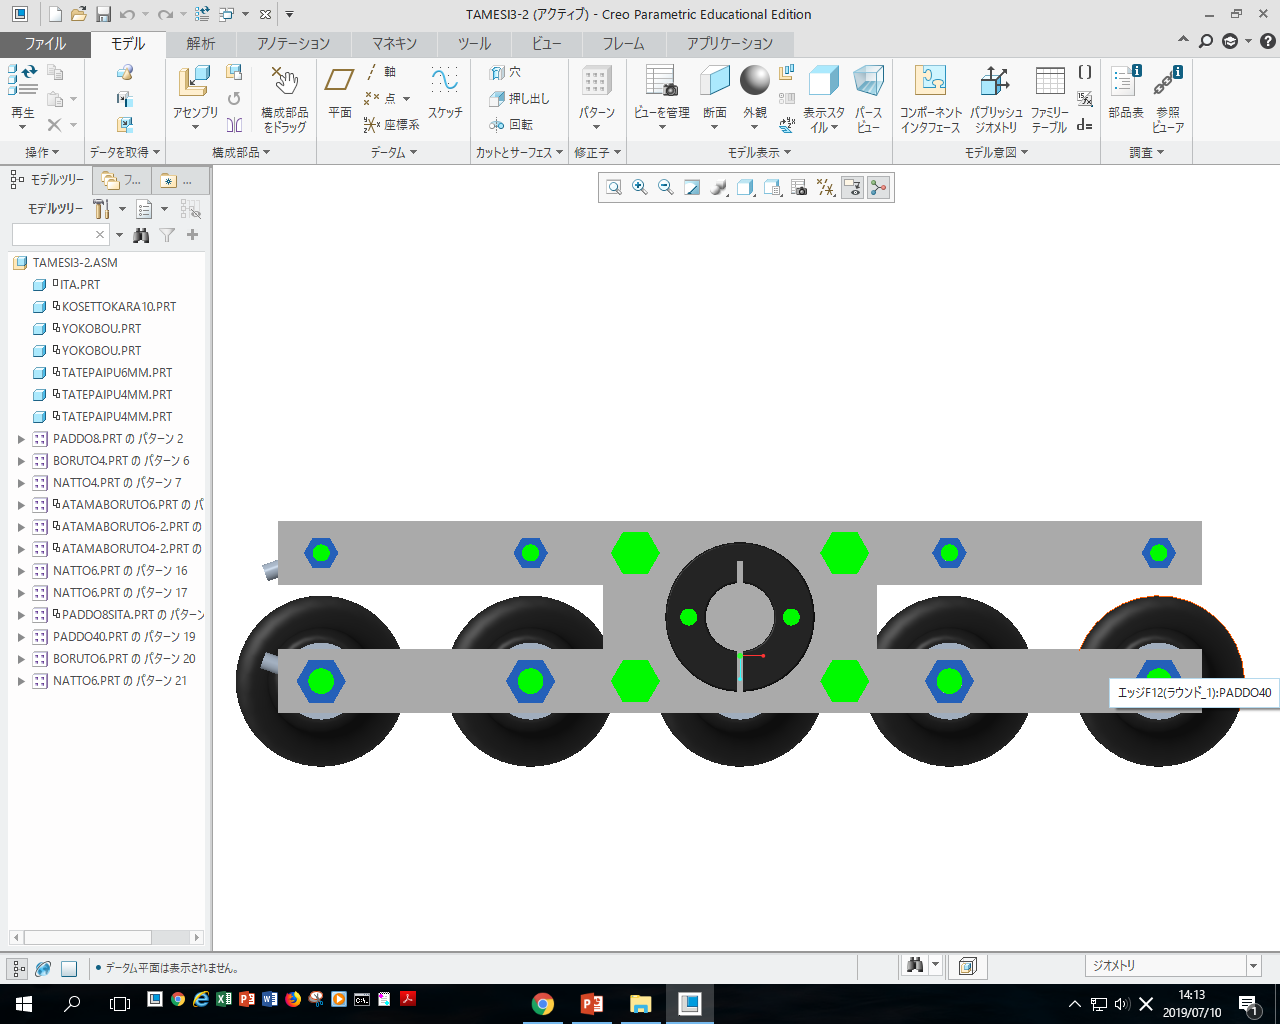 TAMESI3-2 (アクティブ) - Creo Parametric Educational Edition
ファイル モデル 解析 アノテーション マネキン ツール ビュー フレーム アプリケーション
再生
アセンブリ
構成部品
をドラッグ
平面
軸
点
座標系
スケッチ
穴
押し出し
回転
パターン
ビューを管理
断面
外観
表示スタ
イル
パース
ビュー
コンポーネント
インタフェース
パブリッシュ
ジオメトリ
ファミリー
テーブル
d=
部品表
参照
ビューア
操作 データを取得 構成部品 データム カットとサーフェス 修正子 モデル表示 モデル意図 調査
モデルツリー フ... ...
モデルツリー
TAMESI3-2.ASM
ITA.PRT
KOSETTOKARA10.PRT
YOKOBOU.PRT
YOKOBOU.PRT
TATEPAIPU6MM.PRT
TATEPAIPU4MM.PRT
TATEPAIPU4MM.PRT
PADDO8.PRT の パターン 2
BORUTO4.PRT の パターン 6
NATTO4.PRT の パターン 7
ATAMABORUTO6.PRT の パ
ATAMABORUTO6-2.PRT の
ATAMABORUTO4-2.PRT の
NATTO6.PRT の パターン 16
NATTO6.PRT の パターン 17
PADDO8SITA.PRT の パターン
PADDO40.PRT の パターン 19
BORUTO6.PRT の パターン 20
NATTO6.PRT の パターン 21
エッジF12(ラウンド_1):PADDO40
データム平面は表示されません。
ジオメトリ
14:13
2019/07/10
1